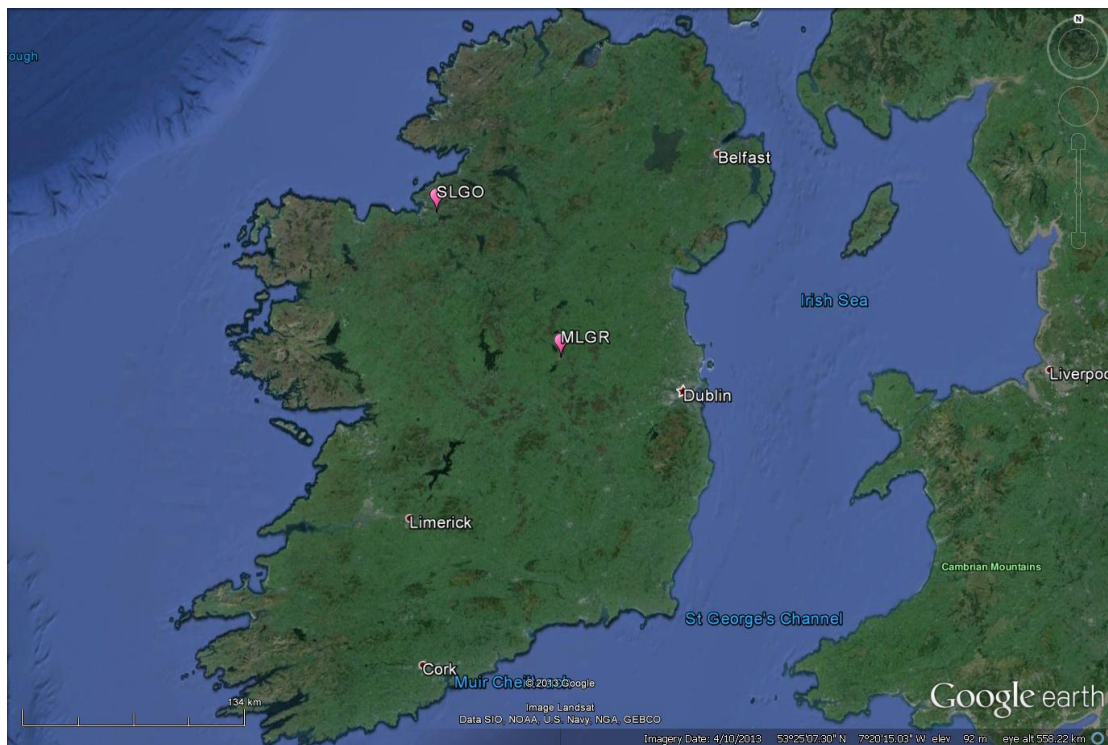 N
ough
Belfast
SLGO
Irish Sea
MLGR
Liverpoo
Dublin
Limerick
Cambrian Mountains
St George's Channel
Cork
Muir Chei
© 2013 Google
134 km
Image Landsat
Data SIO, NOAA, U.S. Navy, NGA, GEBCO
Google earth
Imagery Date: 4/10/2013 53°25'07.30" N 7°20'15.03" W elev 92 m eye alt 558.22 km